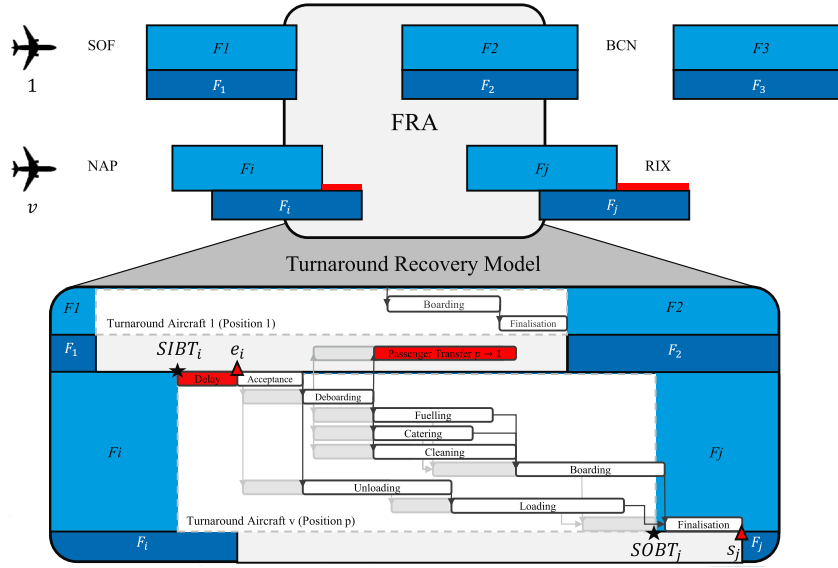 SOF
F1
F2
BCN
F3
1
F₁
F₂
F₃
FRA
NAP
Fi
Fj
RIX
v
Fᵢ
Fⱼ
Turnaround Recovery Model
F1
Boarding
F2
Finalisation
Turnaround Aircraft 1 (Position 1)
F₁
SIBTᵢ
eᵢ
Passenger Transfer p → 1
F₂
Delay
Acceptance
Deboarding
Fuelling
Catering
Fi
Cleaning
Fj
Boarding
Unloading
Loading
Turnaround Aircraft v (Position p)
Finalisation
Fᵢ
SOBTⱼ
sⱼ
Fⱼ